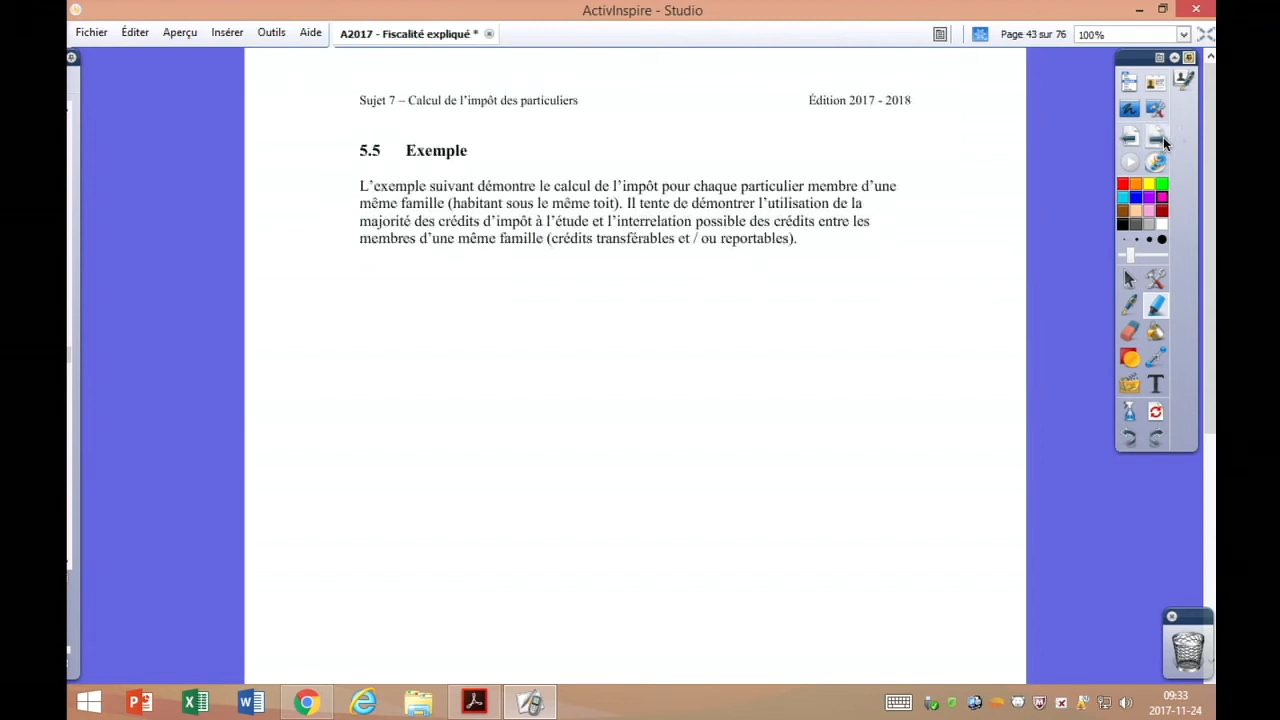 ActivInspire - Studio
Fichier Éditer Aperçu Insérer Outils Aide A2017 - Fiscalité expliqué * Page 43 sur 76 100%
Sujet 7 – Calcul de l’impôt des particuliers Édition 2017 - 2018
5.5 Exemple
L’exemple suivant démontre le calcul de l’impôt pour chaque particulier membre d’une
même famille (habitant sous le même toit). Il tente de démontrer l’utilisation de la
majorité des crédits d’impôt à l’étude et l’interrelation possible des crédits entre les
membres d’une même famille (crédits transférables et / ou reportables).
09:33
2017-11-24